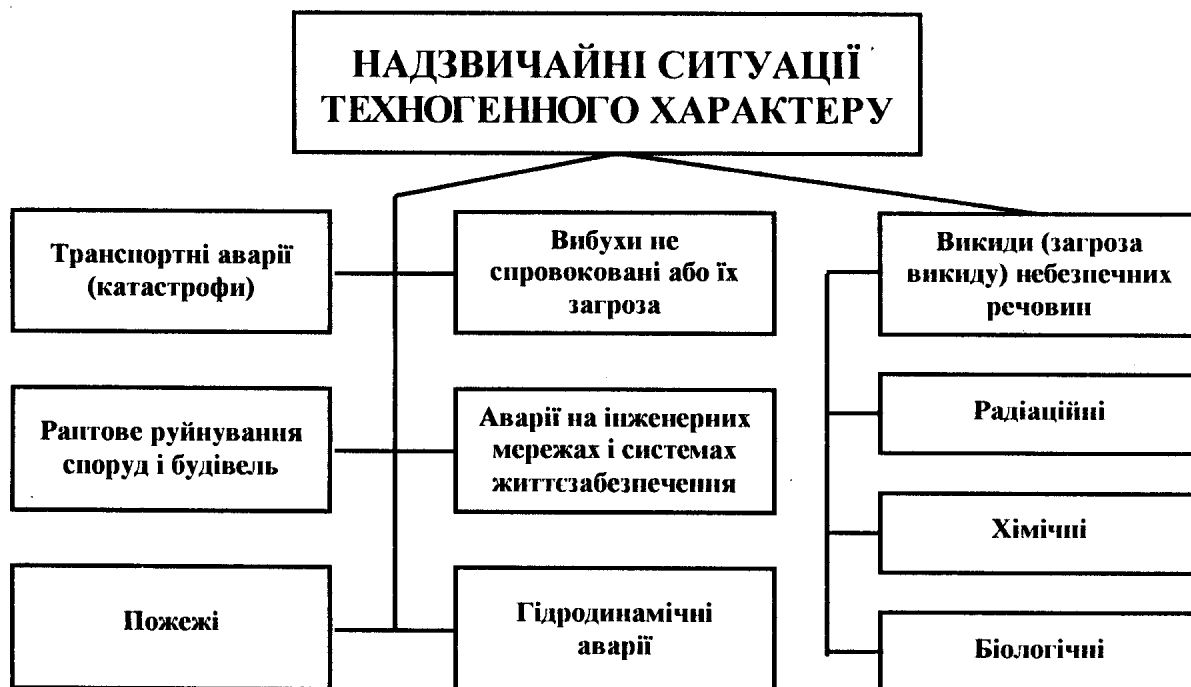 НАДЗВИЧАЙНІ СИТУАЦІЇ
ТЕХНОГЕННОГО ХАРАКТЕРУ
Транспортні аварії
(катастрофи)
Вибухи не
спровоковані або їх
загроза
Викиди (загроза
викиду) небезпечних
речовин
Раптове руйнування
споруд і будівель
Аварії на інженерних
мережах і системах
життєзабезпечення
Радіаційні
Хімічні
Пожежі
Гідродинамічні
аварії
Біологічні